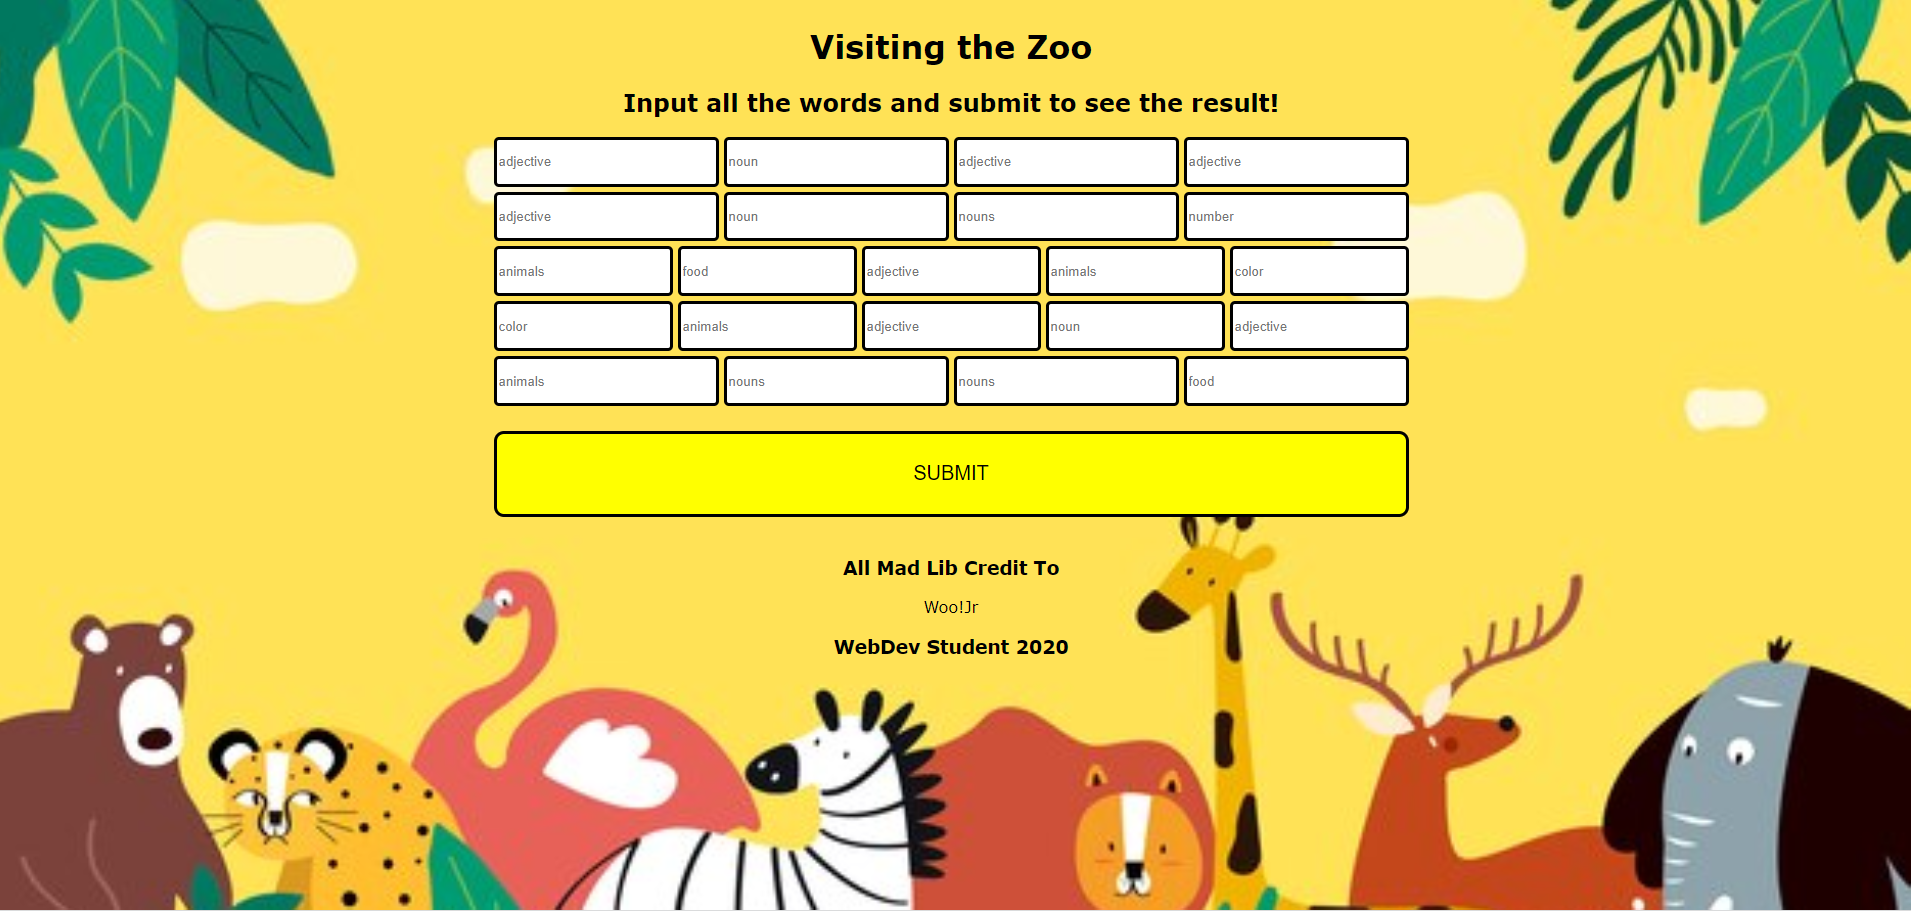 Visiting the Zoo
Input all the words and submit to see the result!
adjective noun adjective adjective
adjective noun nouns number
animals food adjective animals color
color animals adjective noun adjective
animals nouns nouns food
SUBMIT
All Mad Lib Credit To
Woo!Jr
WebDev Student 2020